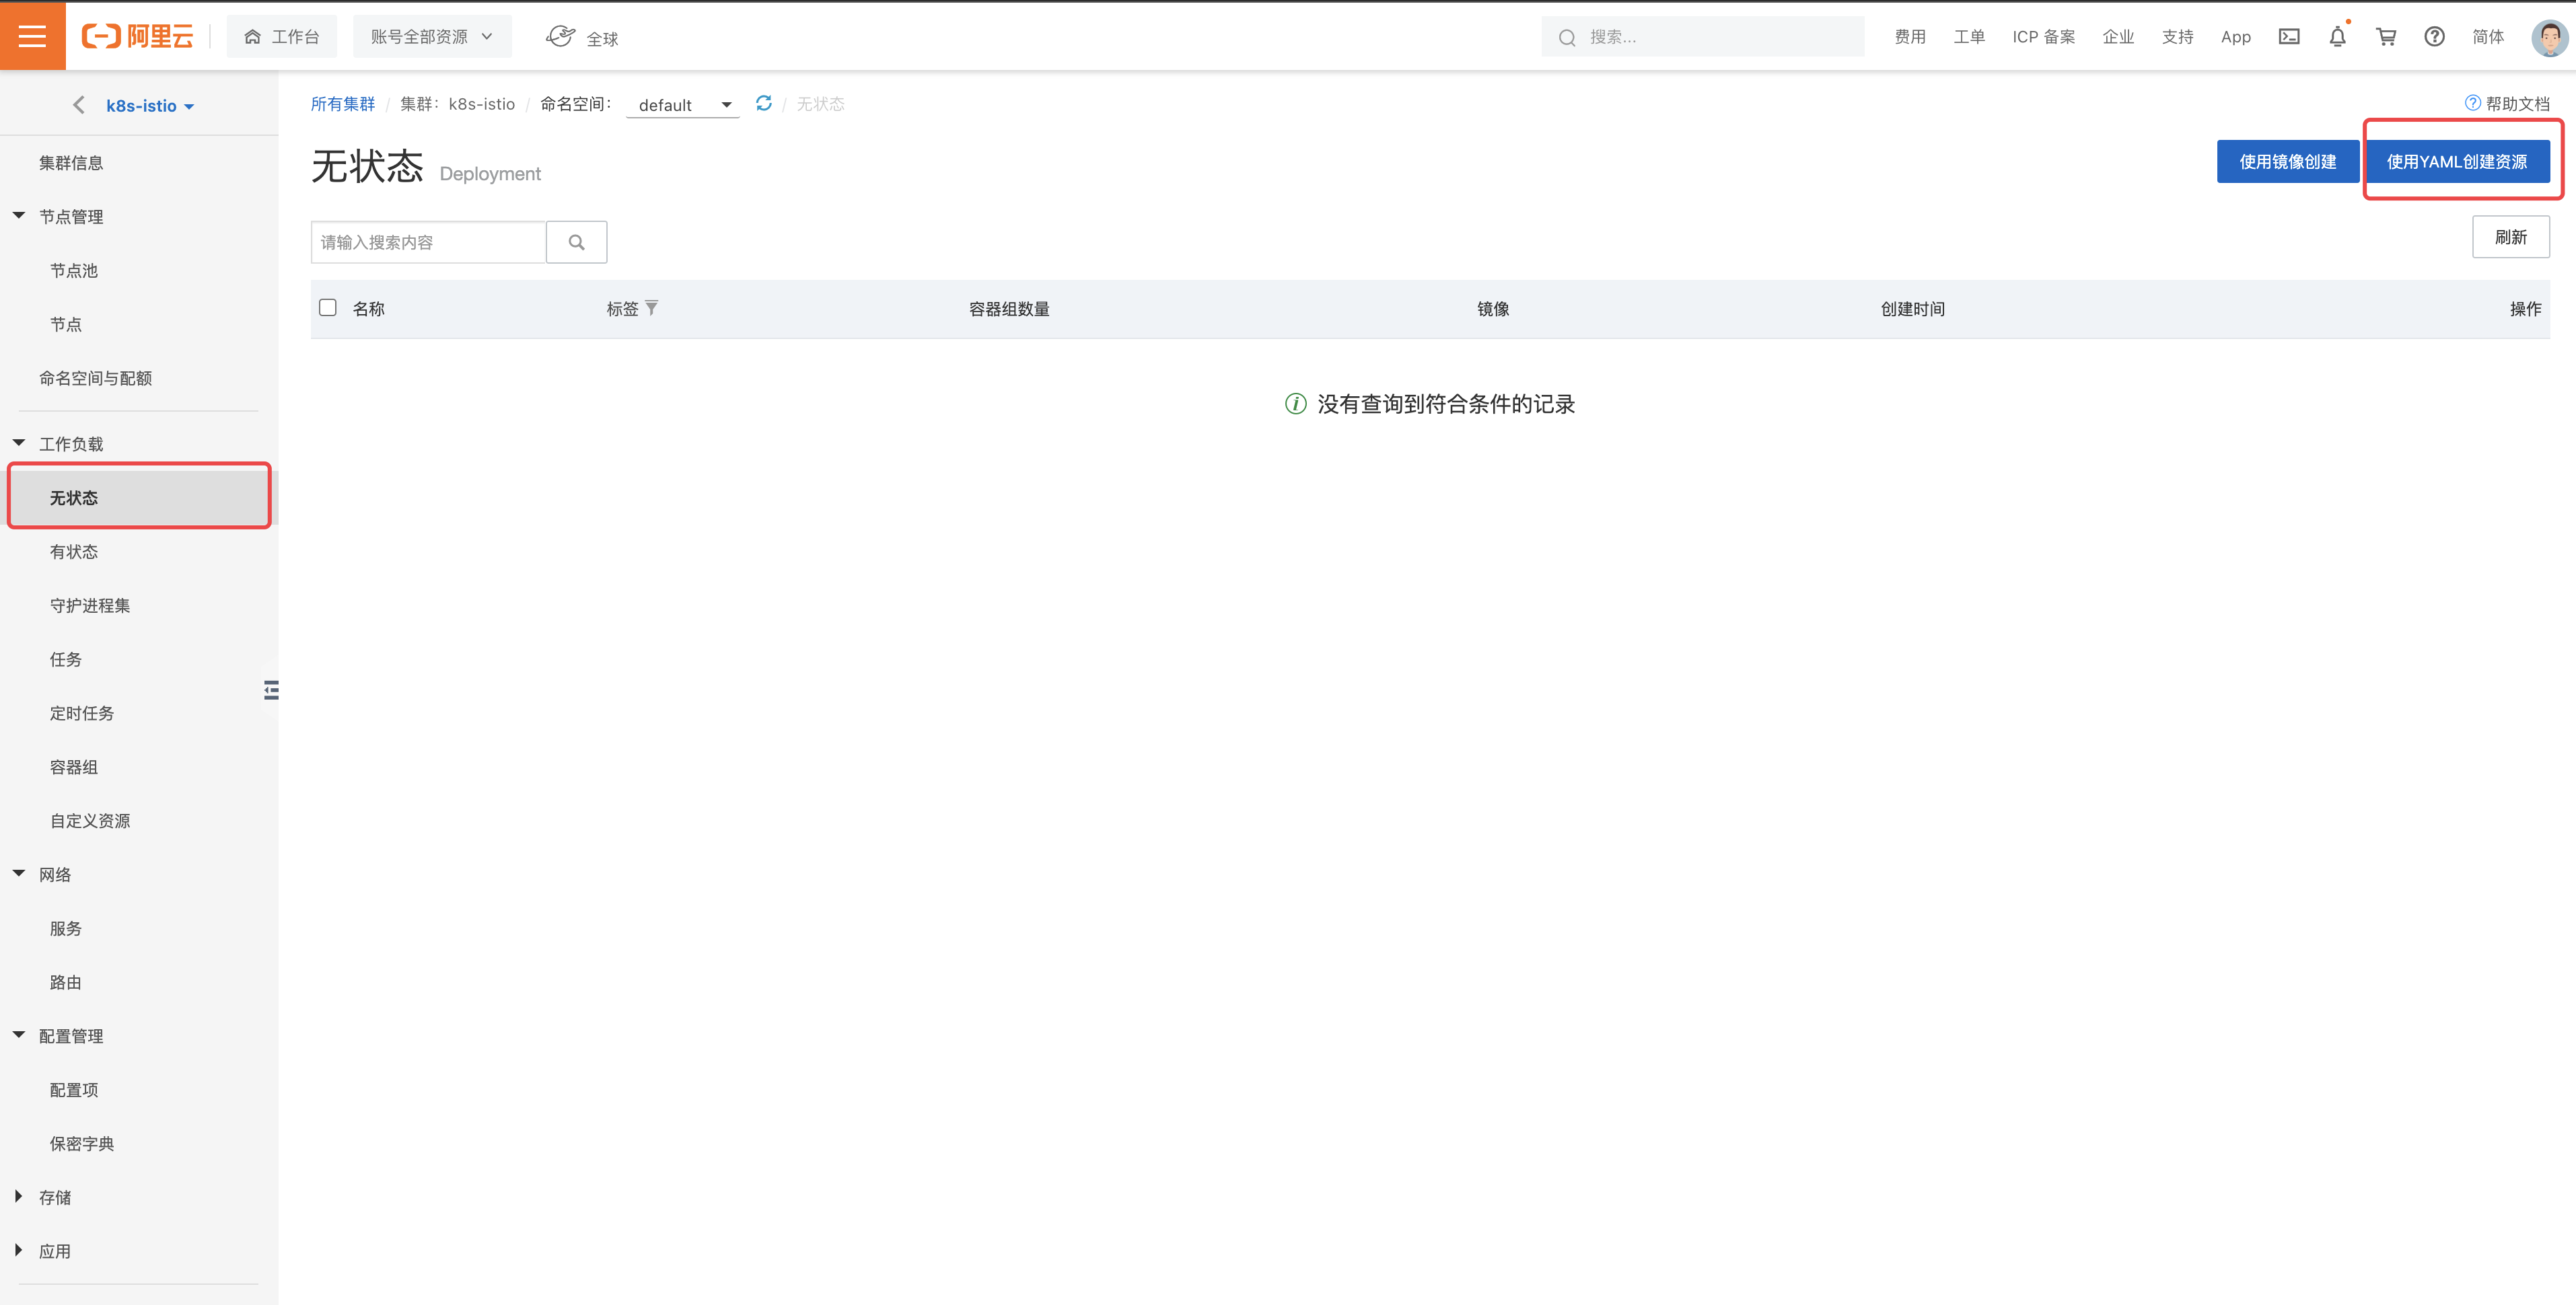 阿里云 工作台 账号全部资源 全球 搜索... 费用 工单 ICP 备案 企业 支持 App 简体
k8s-istio
所有集群 / 集群：k8s-istio / 命名空间： default / 无状态
帮助文档
无状态 Deployment
使用镜像创建 使用YAML创建资源
请输入搜索内容
刷新
名称 标签 容器组数量 镜像 创建时间 操作
没有查询到符合条件的记录
集群信息
节点管理
节点池
节点
命名空间与配额
工作负载
无状态
有状态
守护进程集
任务
定时任务
容器组
自定义资源
网络
服务
路由
配置管理
配置项
保密字典
存储
应用